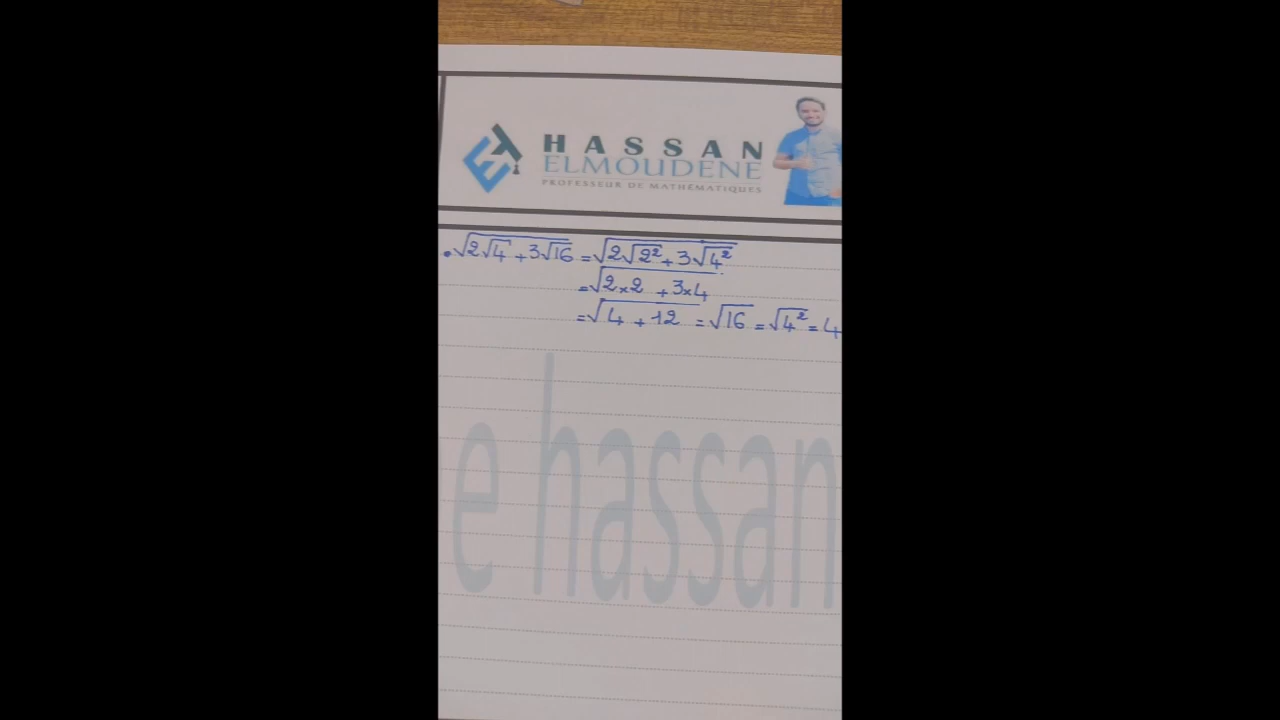 HASSAN
ELMOUDENE
PROFESSEUR DE MATHÉMATIQUES
• √(2√4 + 3√16) = √(2√2² + 3√4²)
= √(2×2 + 3×4)
= √(4 + 12) = √16 = √4² = 4
e hassan